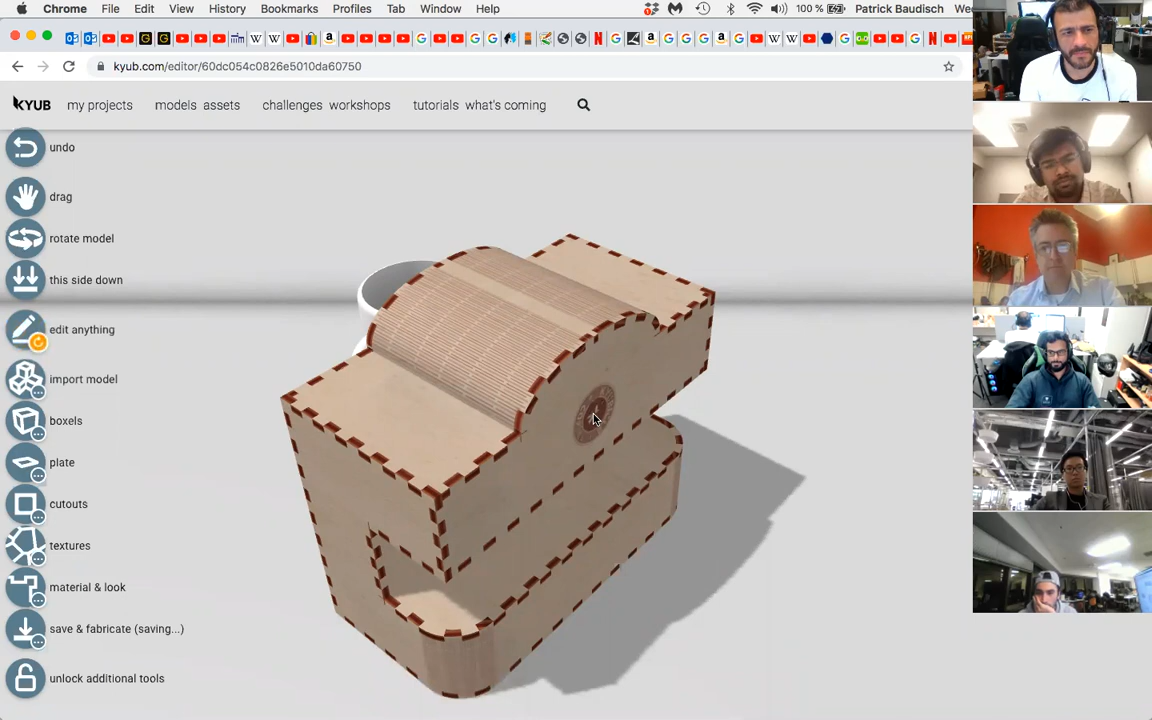 Chrome File Edit View History Bookmarks Profiles Tab Window Help 100 % Patrick Baudisch
kyub.com/editor/60dc054c0826e5010da60750
KYUB my projects models assets challenges workshops tutorials what's coming
undo
drag
rotate model
this side down
edit anything
import model
boxels
plate
cutouts
textures
material & look
save & fabricate (saving...)
unlock additional tools